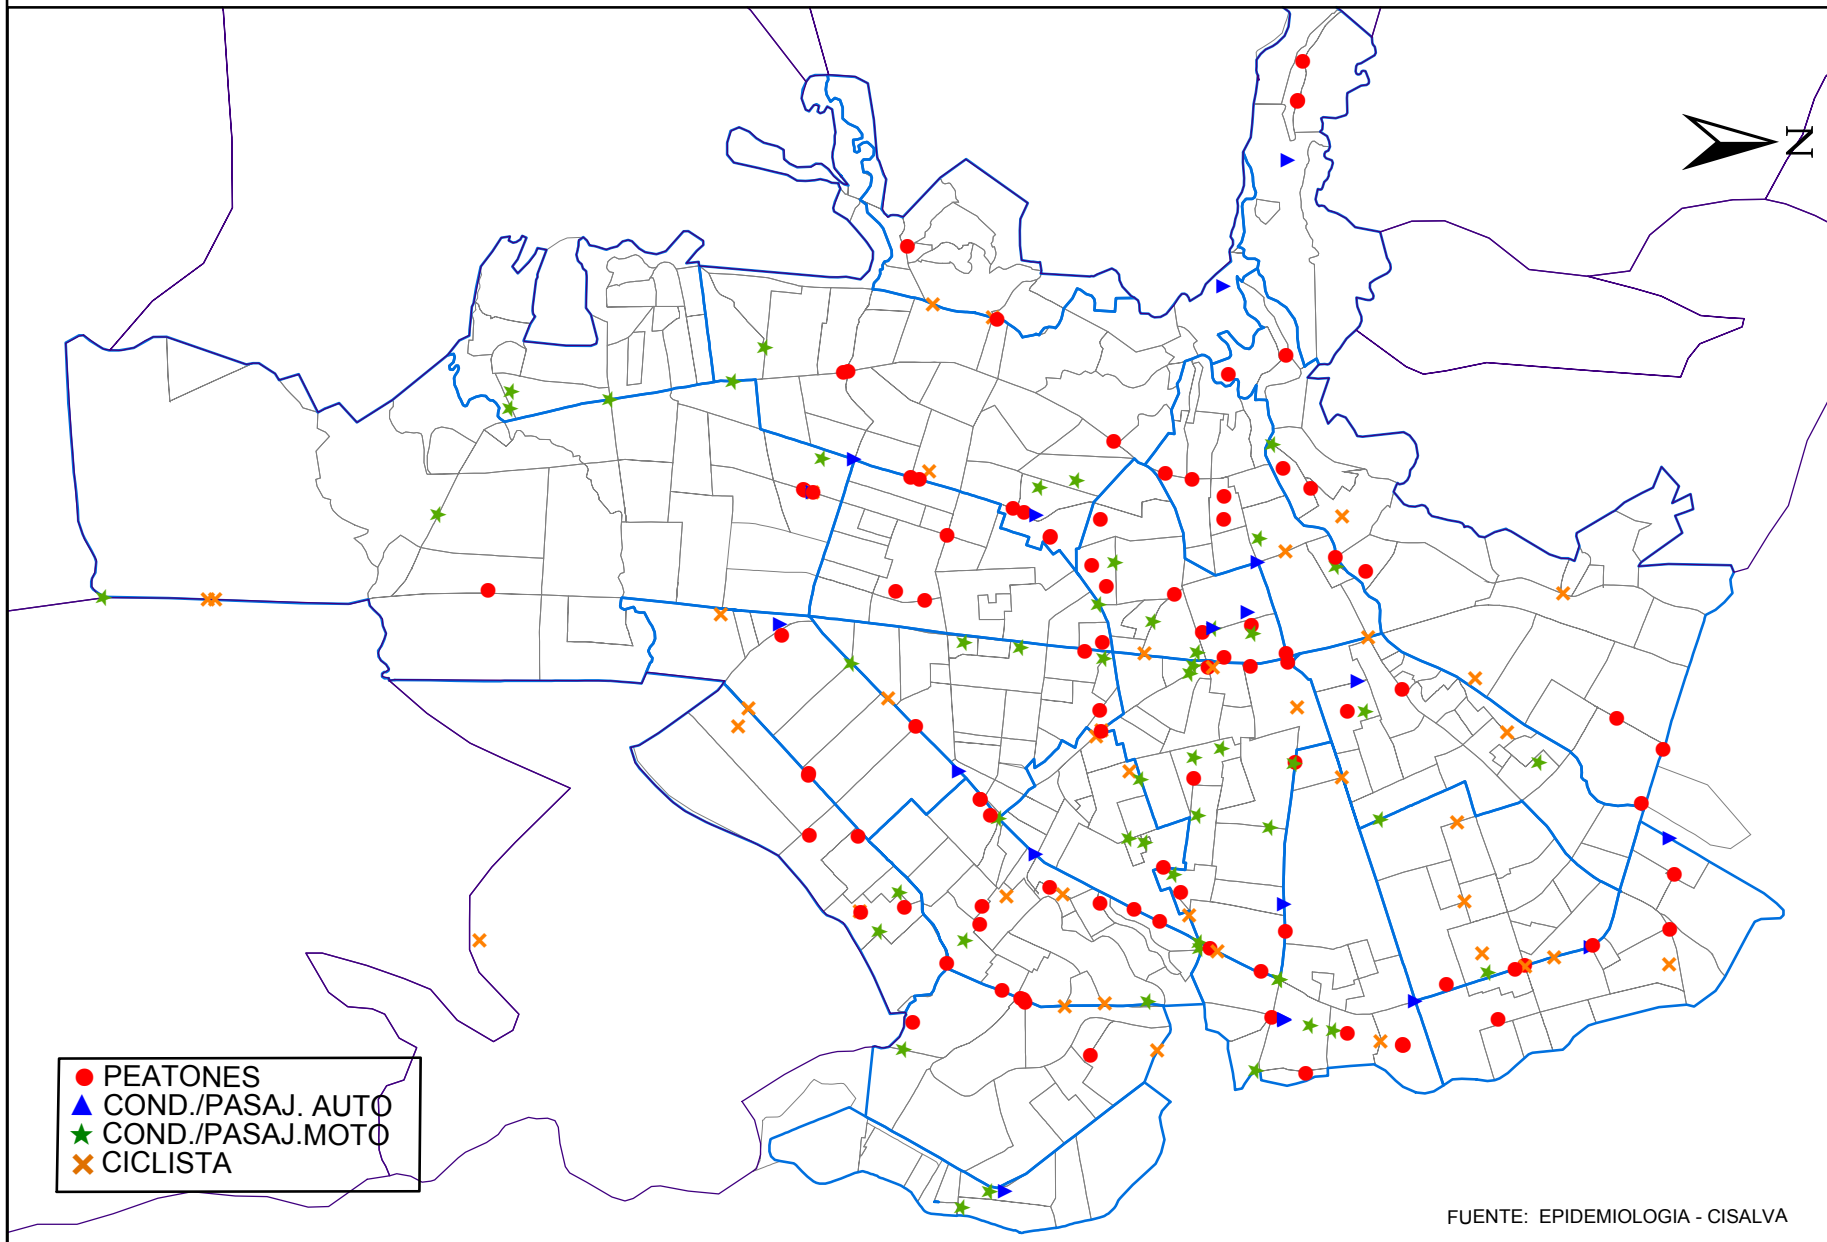 N
PEATONES
COND./PASAJ. AUTO
COND./PASAJ.MOTO
CICLISTA
FUENTE: EPIDEMIOLOGIA - CISALVA